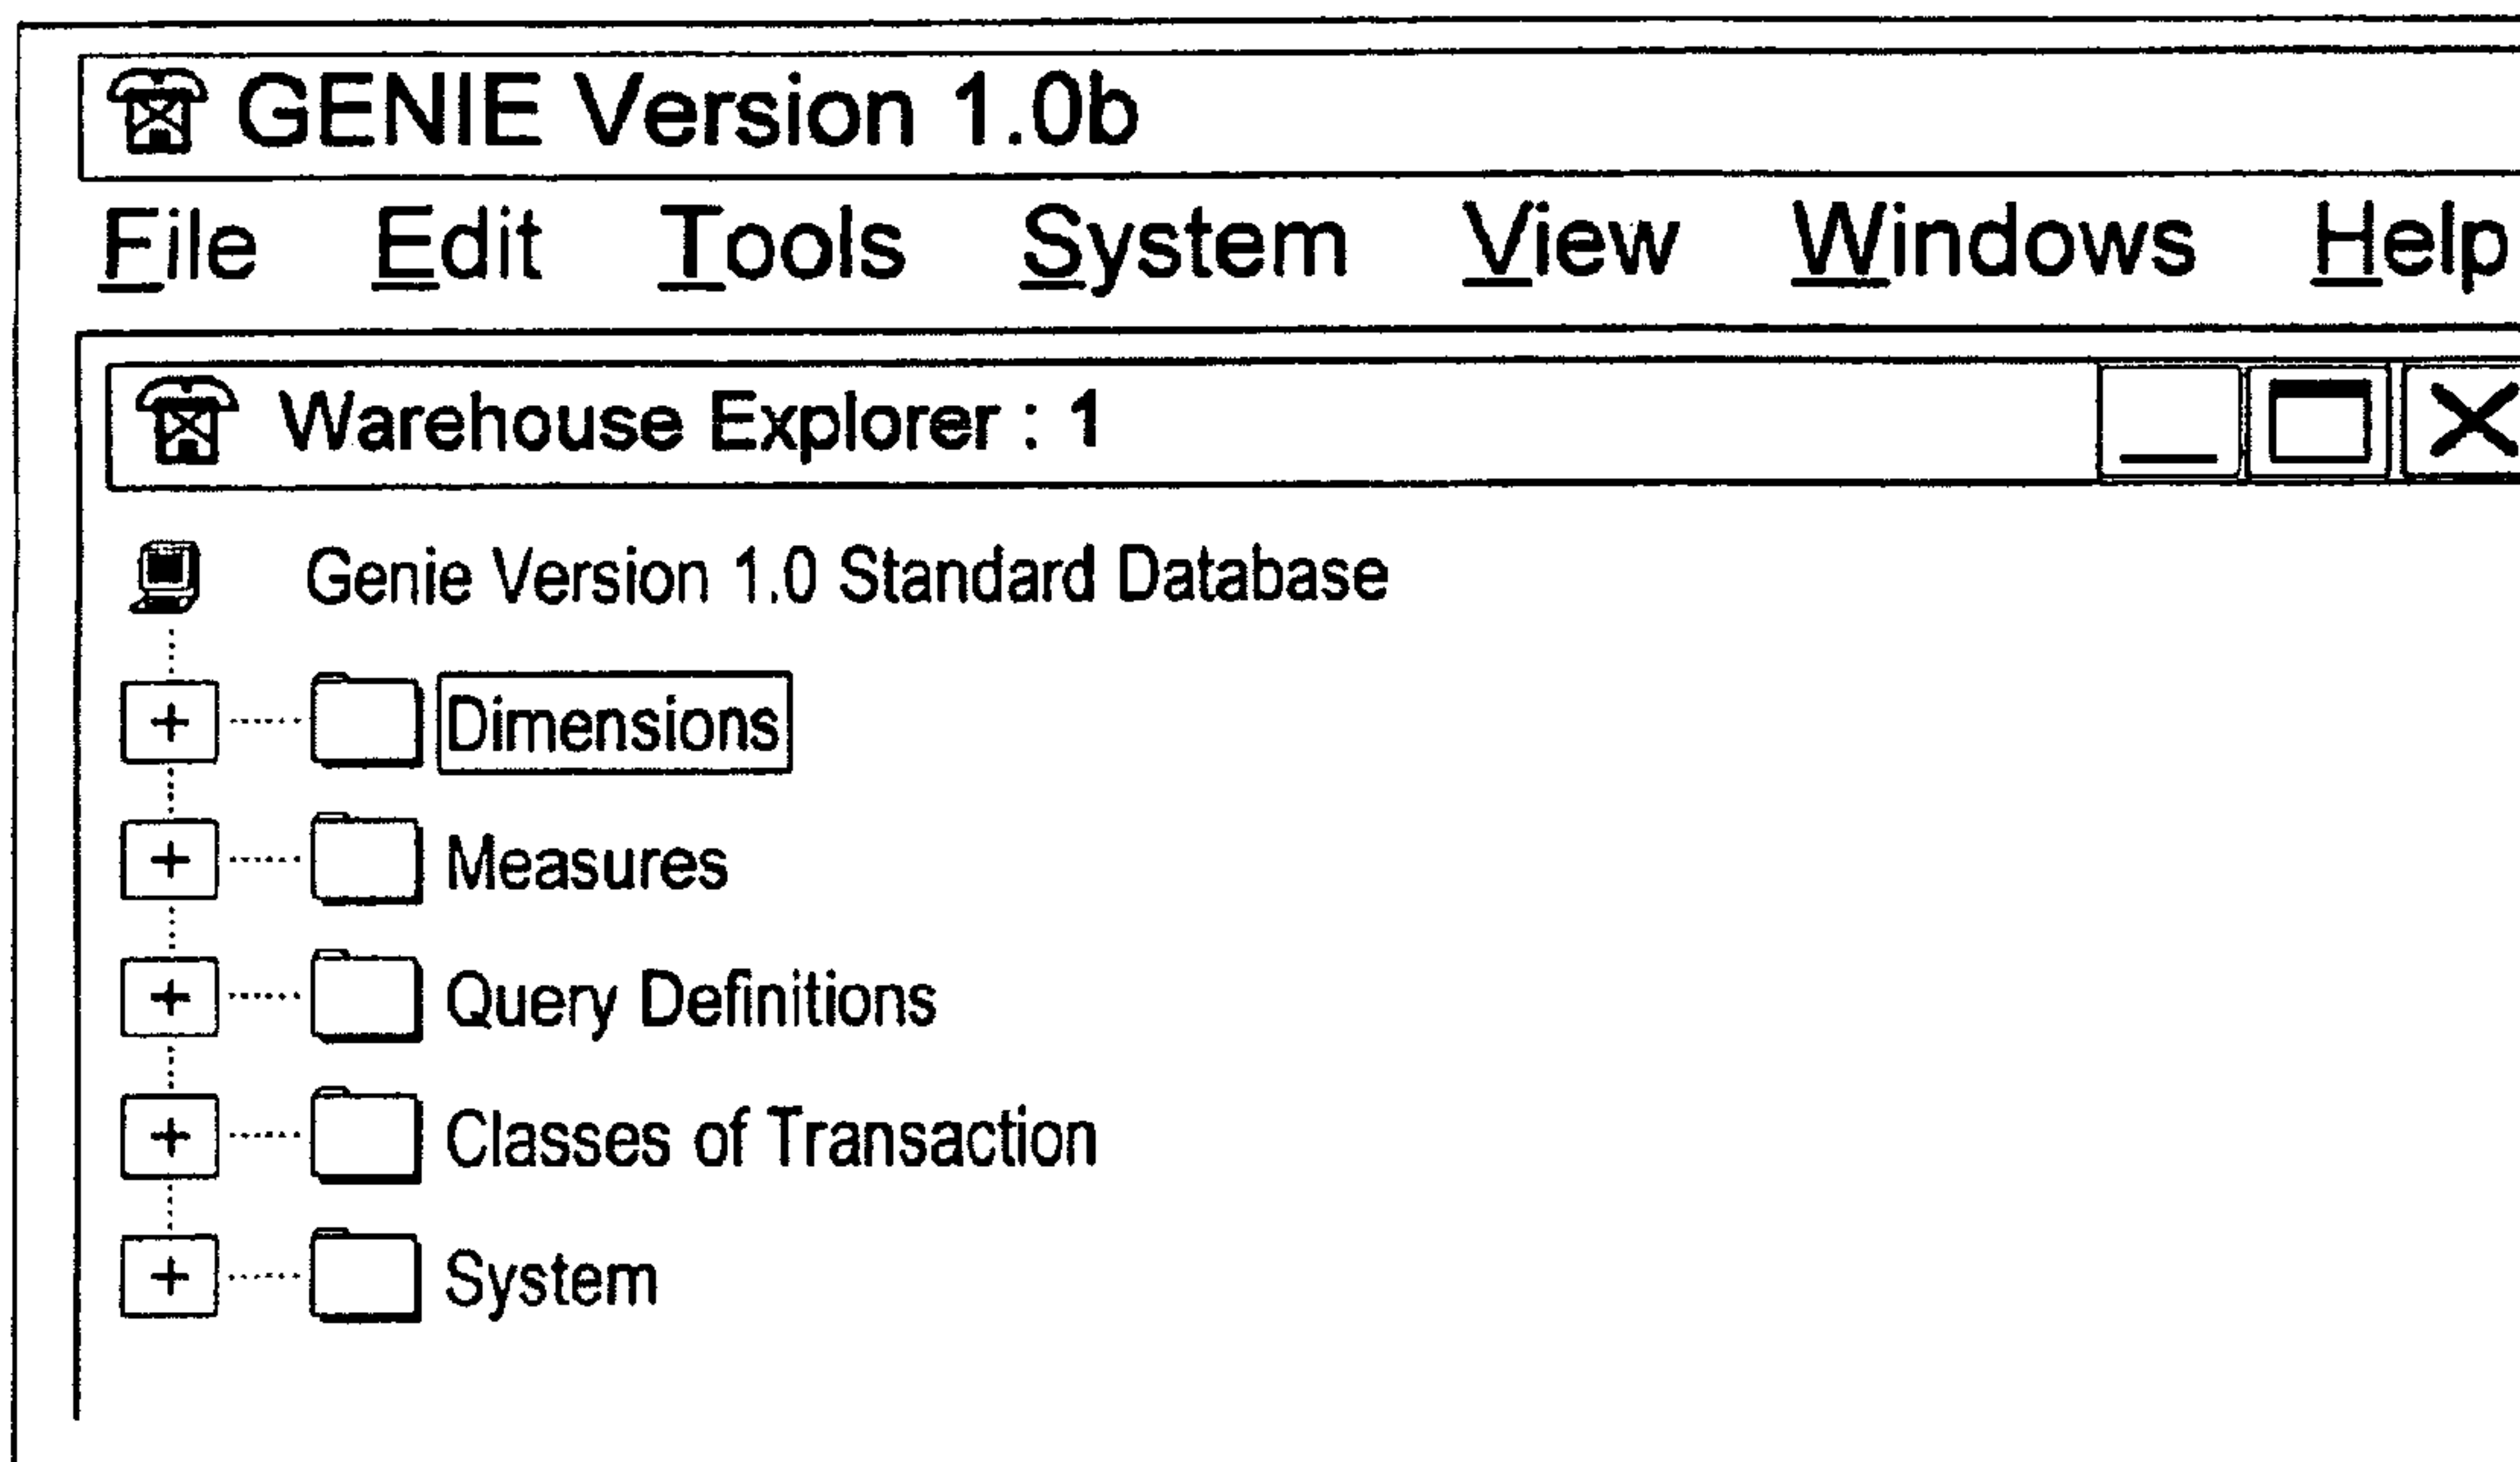 GENIE Version 1.0b
File Edit Tools System View Windows Help
Warehouse Explorer : 1
Genie Version 1.0 Standard Database
Dimensions
Measures
Query Definitions
Classes of Transaction
System